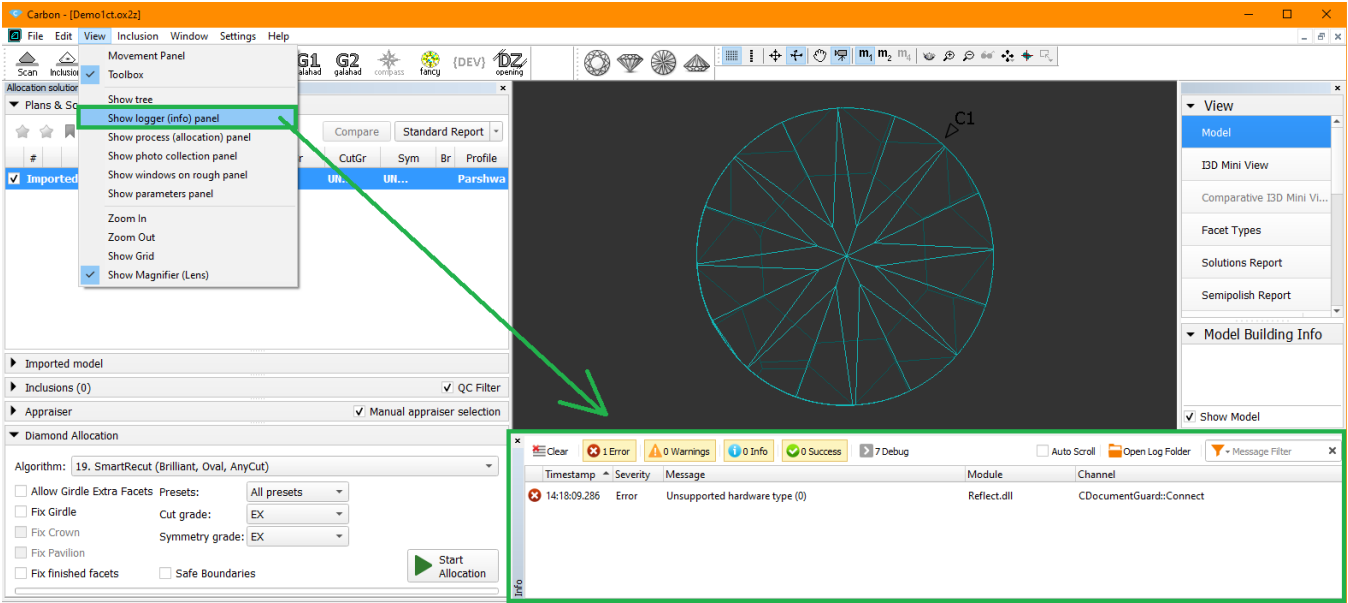 Carbon - [Demo1ct.ox2z]
File Edit View Inclusion Window Settings Help
Scan
G1 galahad
G2 galahad
compass
fancy
{DEV}
DZ opening
m1 m2 m4
Movement Panel
Toolbox
Show tree
Show logger (info) panel
Show process (allocation) panel
Show photo collection panel
Show windows on rough panel
Show parameters panel
Zoom In
Zoom Out
Show Grid
Show Magnifier (Lens)
Allocation solution
Plans &
Compare Standard Report
# CutGr Sym Br Profile
Imported UN... UN... Parshwa
Imported model
Inclusions (0) QC Filter
Appraiser Manual appraiser selection
Diamond Allocation
Algorithm: 19. SmartRecut (Brilliant, Oval, AnyCut)
Allow Girdle Extra Facets Presets: All presets
Fix Girdle Cut grade: EX
Fix Crown Symmetry grade: EX
Fix Pavilion
Fix finished facets Safe Boundaries
Start Allocation
C1
View
Model
I3D Mini View
Comparative I3D Mini Vi...
Facet Types
Solutions Report
Semipolish Report
Model Building Info
Show Model
Clear 1 Error 0 Warnings 0 Info 0 Success 7 Debug Auto Scroll Open Log Folder Message Filter
Timestamp Severity Message Module Channel
14:18:09.286 Error Unsupported hardware type (0) Reflect.dll CDocumentGuard::Connect
Info